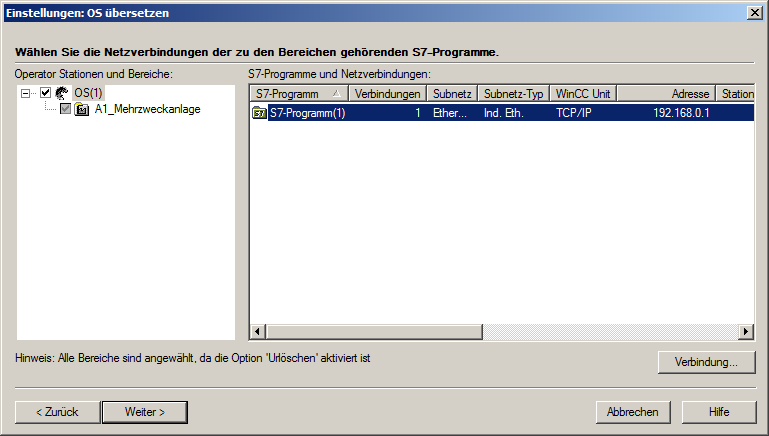 Einstellungen: OS übersetzen
Wählen Sie die Netzverbindungen der zu den Bereichen gehörenden S7-Programme.
Operator Stationen und Bereiche:
S7-Programme und Netzverbindungen:
OS(1)
A1_Mehrzweckanlage
S7-Programm Verbindungen Subnetz Subnetz-Typ WinCC Unit Adresse Station
S7-Programm(1) 1 Ether... Ind. Eth. TCP/IP 192.168.0.1
Hinweis: Alle Bereiche sind angewählt, da die Option 'Urlöschen' aktiviert ist
Verbindung...
< Zurück Weiter > Abbrechen Hilfe